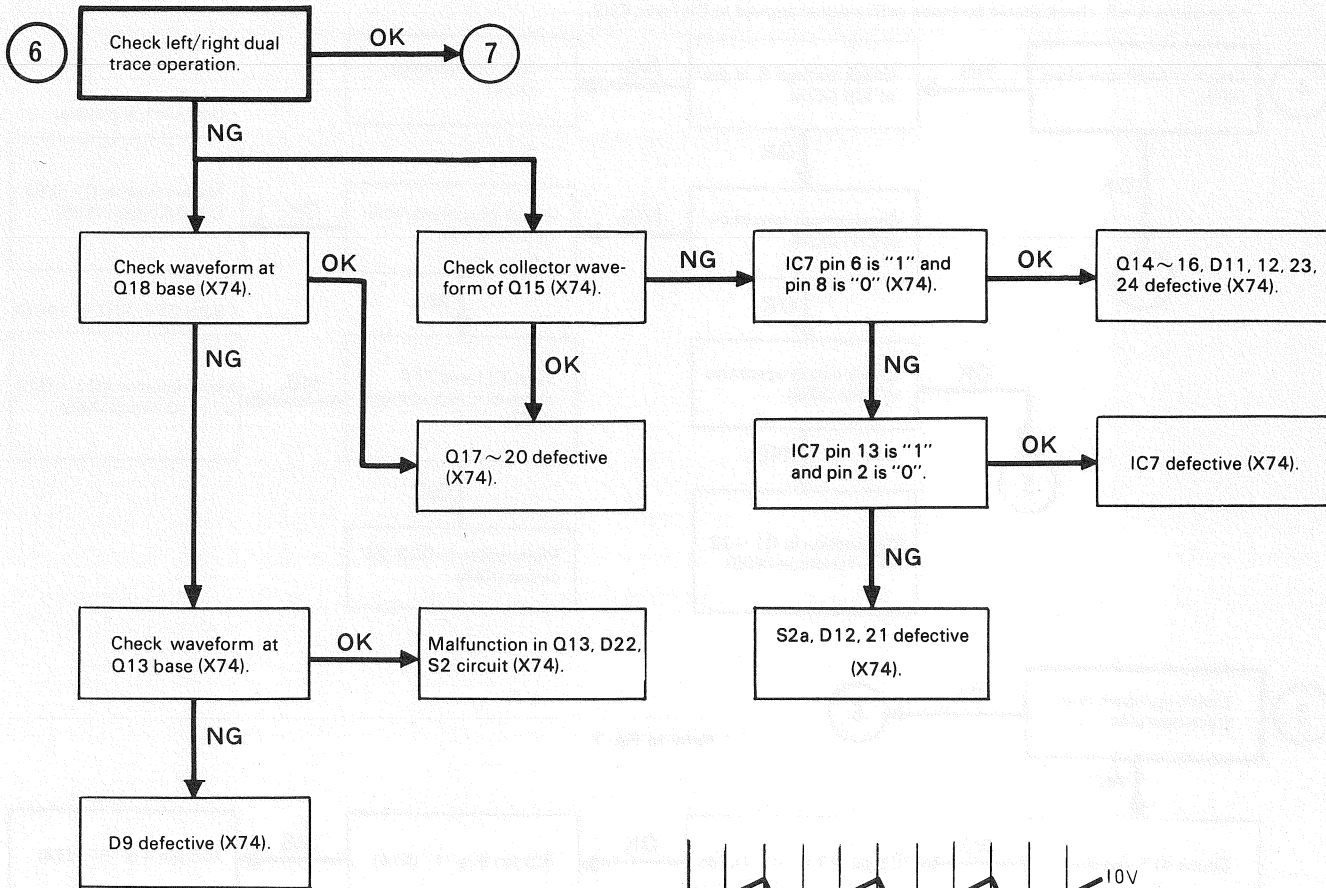 6
Check left/right dual
trace operation.
OK
7
NG
Check waveform at
Q18 base (X74).
OK
Check collector wave-
form of Q15 (X74).
NG
IC7 pin 6 is "1" and
pin 8 is "0" (X74).
OK
Q14~16, D11, 12, 23,
24 defective (X74).
NG
OK
NG
Q17~20 defective
(X74).
IC7 pin 13 is "1"
and pin 2 is "0".
OK
IC7 defective (X74).
NG
Check waveform at
Q13 base (X74).
OK
Malfunction in Q13, D22,
S2 circuit (X74).
S2a, D12, 21 defective
(X74).
NG
D9 defective (X74).
10V